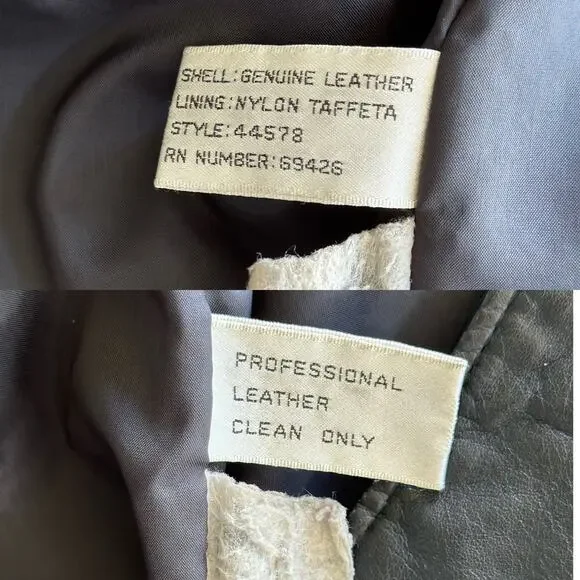 SHELL:GENUINE LEATHER
LINING:NYLON TAFFETA
STYLE:44578
RN NUMBER:69426
PROFESSIONAL
LEATHER
CLEAN ONLY